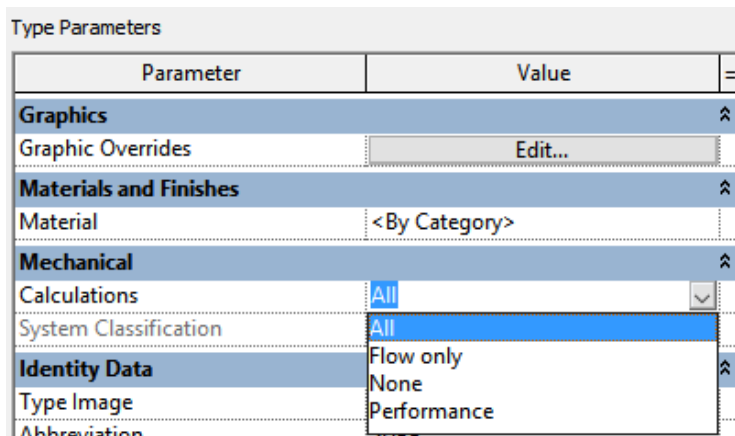 Type Parameters
Parameter Value =
Graphics
Graphic Overrides Edit...
Materials and Finishes
Material <By Category>
Mechanical
Calculations All
System Classification All
Flow only
Identity Data None
Type Image Performance
Abbreviation